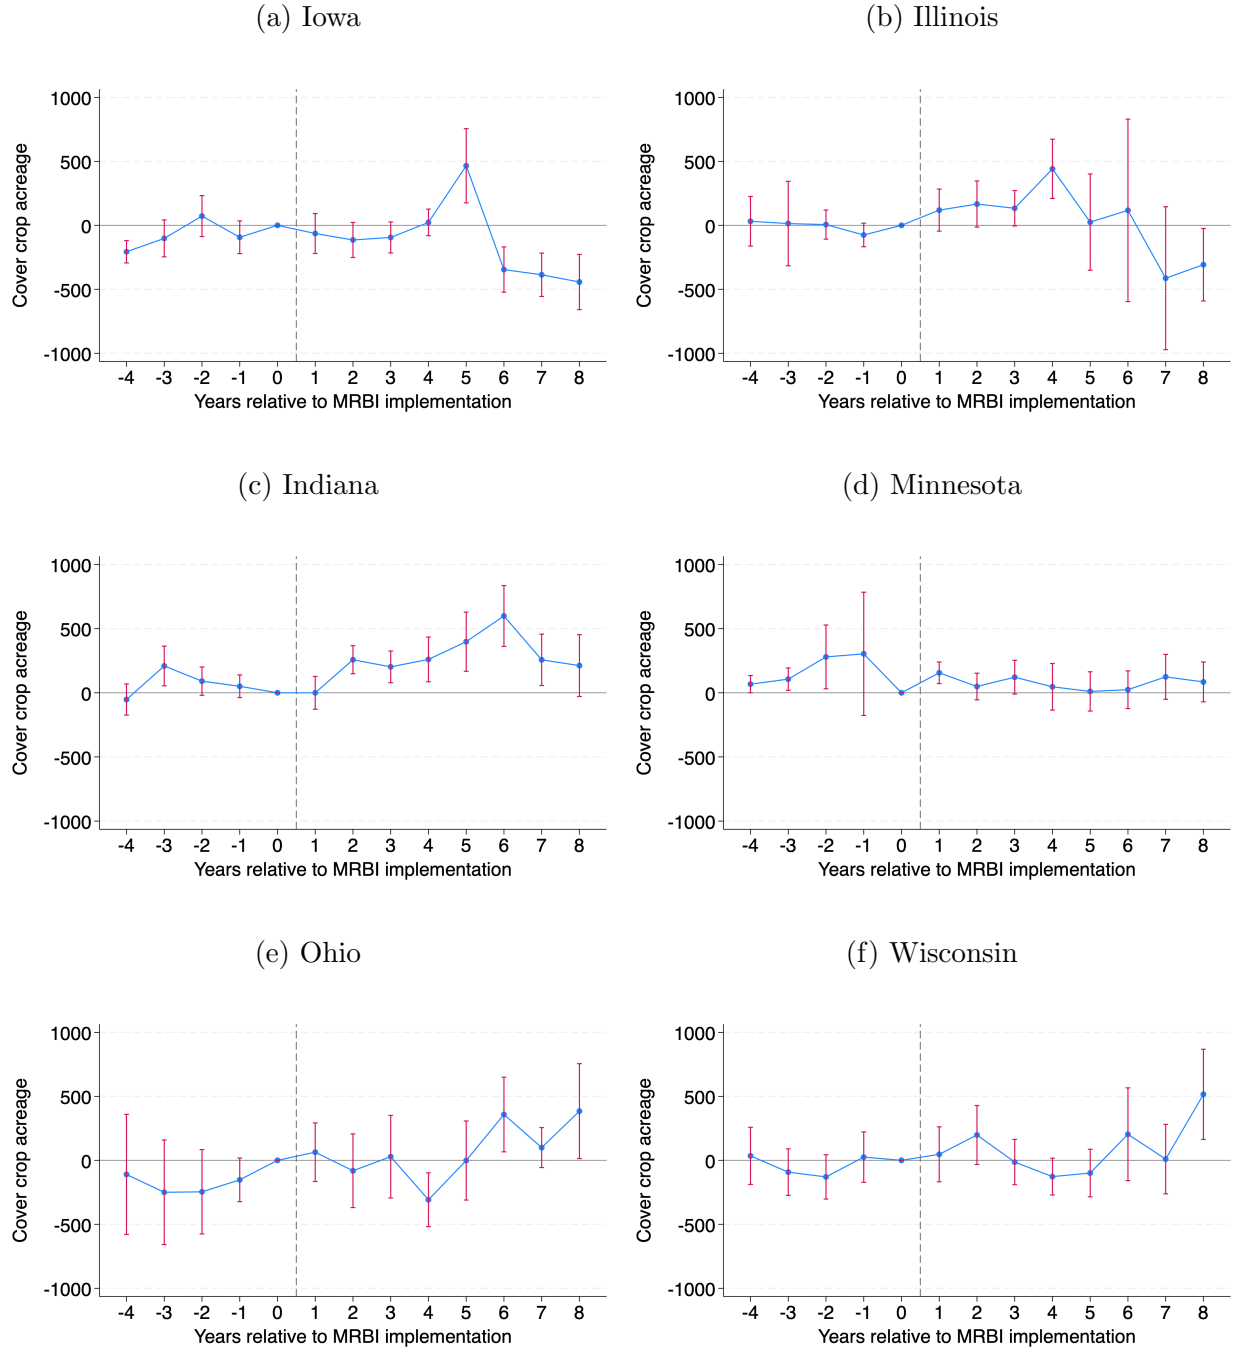 (a) Iowa
1000
500
0
-500
-1000
Cover crop acreage
-4 -3 -2 -1 0 1 2 3 4 5 6 7 8
Years relative to MRBI implementation
(b) Illinois
1000
500
0
-500
-1000
Cover crop acreage
-4 -3 -2 -1 0 1 2 3 4 5 6 7 8
Years relative to MRBI implementation
(c) Indiana
1000
500
0
-500
-1000
Cover crop acreage
-4 -3 -2 -1 0 1 2 3 4 5 6 7 8
Years relative to MRBI implementation
(d) Minnesota
1000
500
0
-500
-1000
Cover crop acreage
-4 -3 -2 -1 0 1 2 3 4 5 6 7 8
Years relative to MRBI implementation
(e) Ohio
1000
500
0
-500
-1000
Cover crop acreage
-4 -3 -2 -1 0 1 2 3 4 5 6 7 8
Years relative to MRBI implementation
(f) Wisconsin
1000
500
0
-500
-1000
Cover crop acreage
-4 -3 -2 -1 0 1 2 3 4 5 6 7 8
Years relative to MRBI implementation